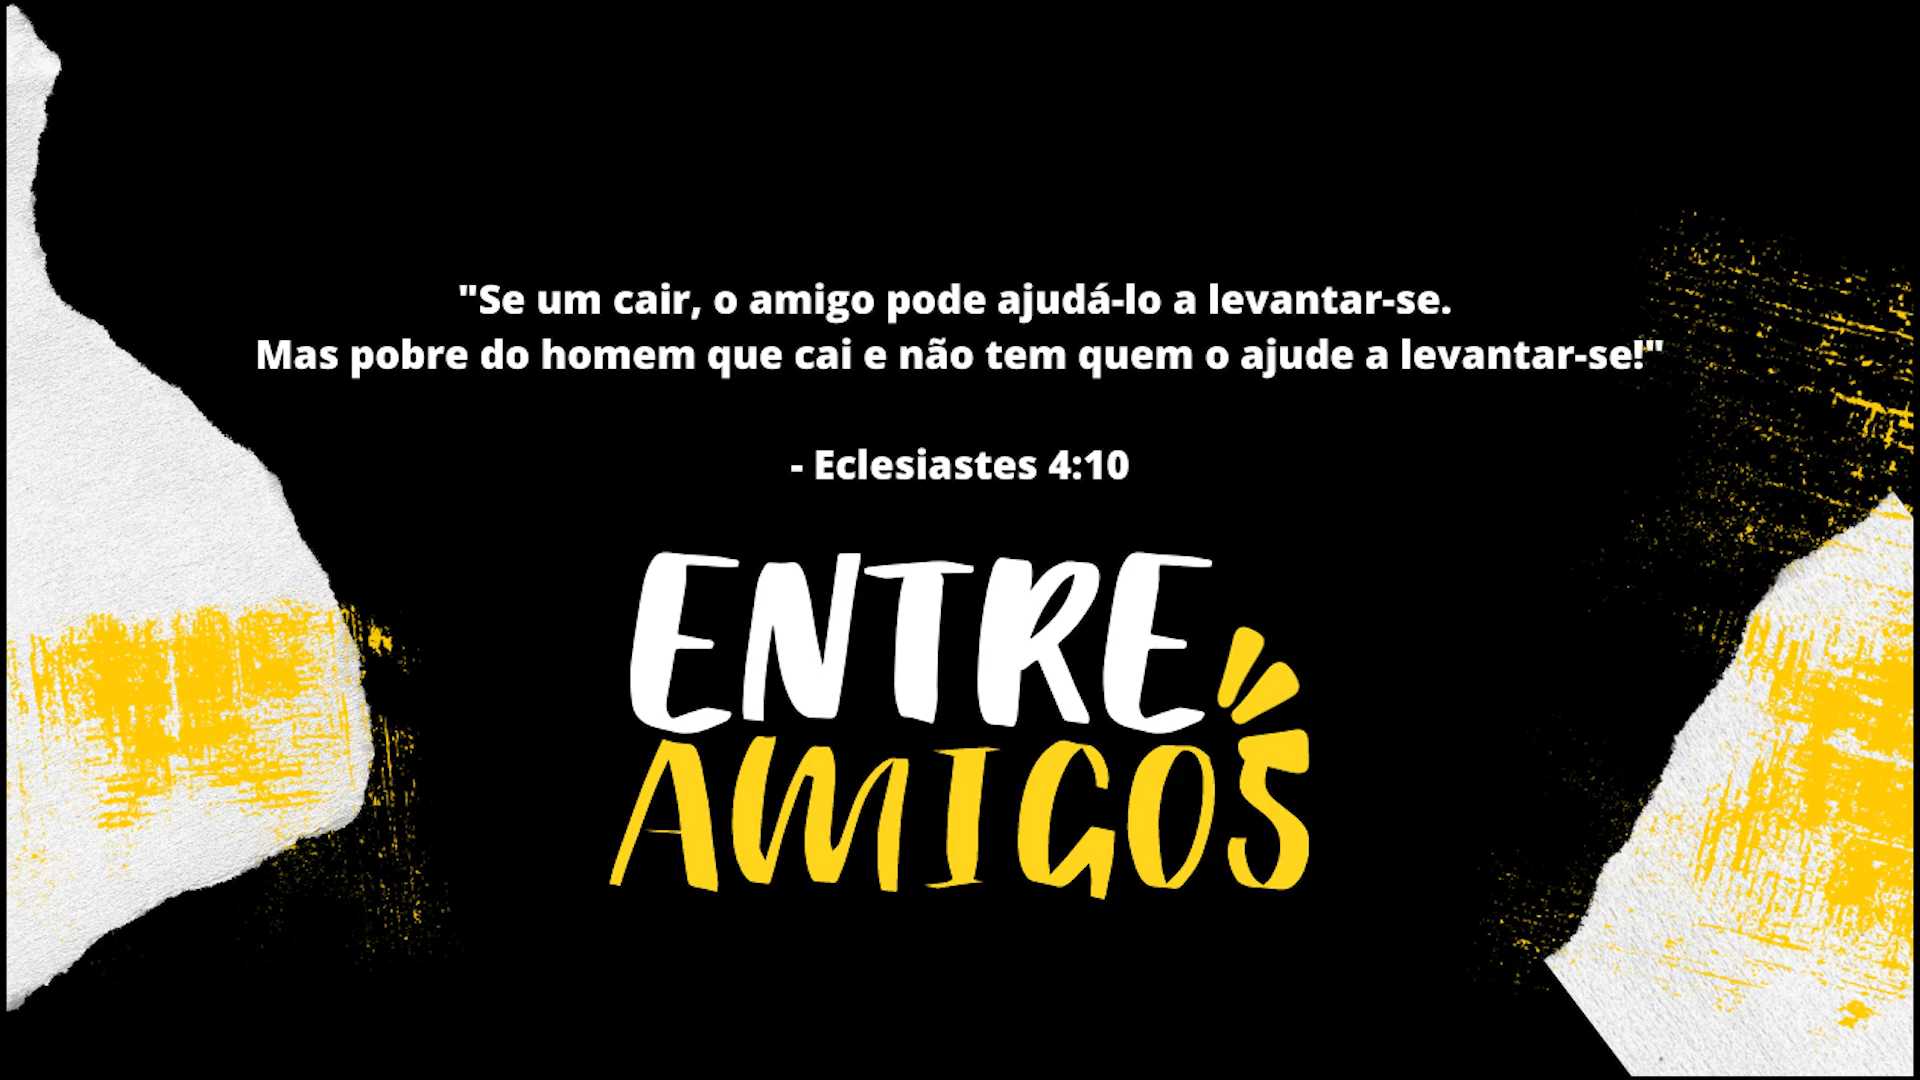 "Se um cair, o amigo pode ajudá-lo a levantar-se.
Mas pobre do homem que cai e não tem quem o ajude a levantar-se!"
- Eclesiastes 4:10
ENTRE
AMIGOS